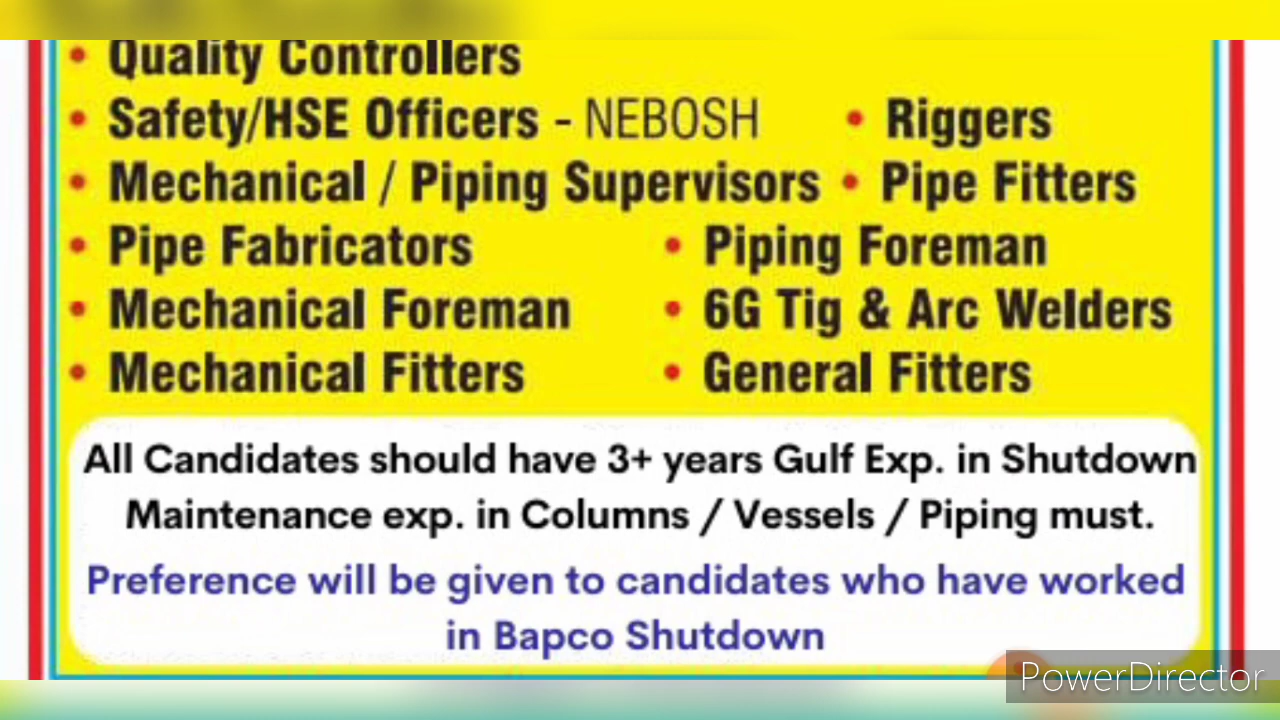 • Quality Controllers
• Safety/HSE Officers - NEBOSH • Riggers
• Mechanical / Piping Supervisors • Pipe Fitters
• Pipe Fabricators • Piping Foreman
• Mechanical Foreman • 6G Tig & Arc Welders
• Mechanical Fitters • General Fitters
All Candidates should have 3+ years Gulf Exp. in Shutdown
Maintenance exp. in Columns / Vessels / Piping must.
Preference will be given to candidates who have worked
in Bapco Shutdown
PowerDirector